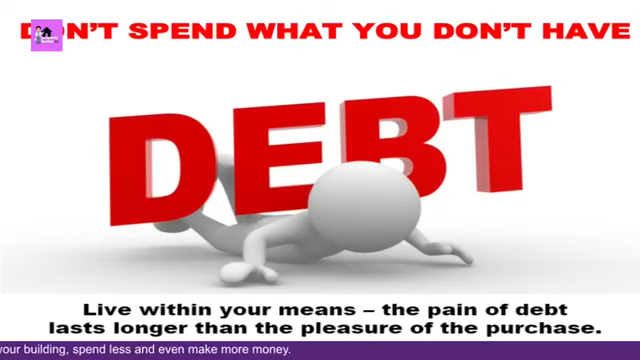 DON'T SPEND WHAT YOU DON'T HAVE
DEBT
Live within your means – the pain of debt
lasts longer than the pleasure of the purchase.
your building, spend less and even make more money.